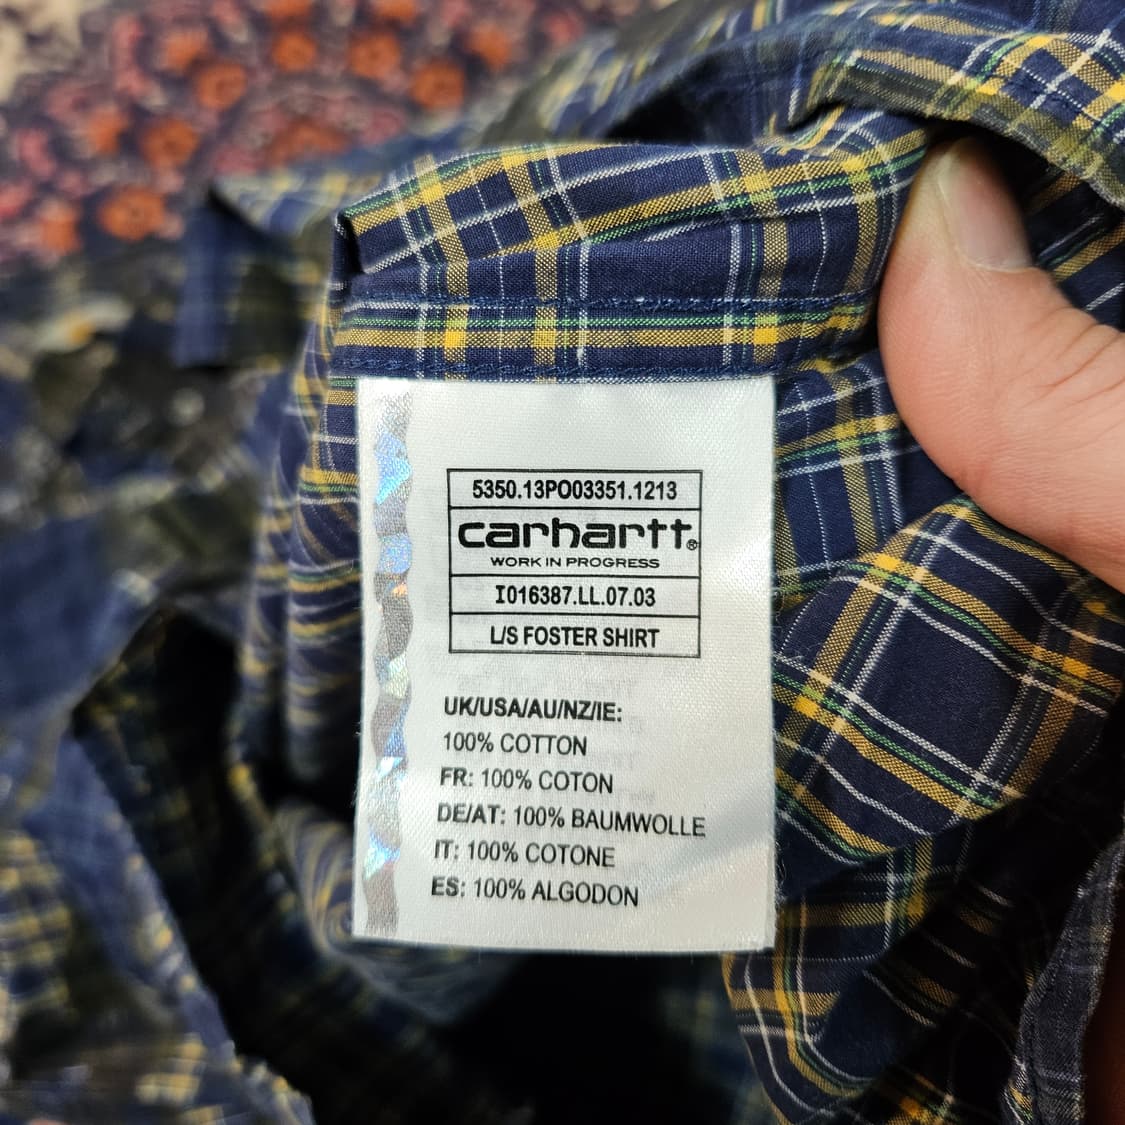 5350.13PO03351.1213
carhartt®
WORK IN PROGRESS
I016387.LL.07.03
L/S FOSTER SHIRT
UK/USA/AU/NZ/IE:
100% COTTON
FR: 100% COTON
DE/AT: 100% BAUMWOLLE
IT: 100% COTONE
ES: 100% ALGODON